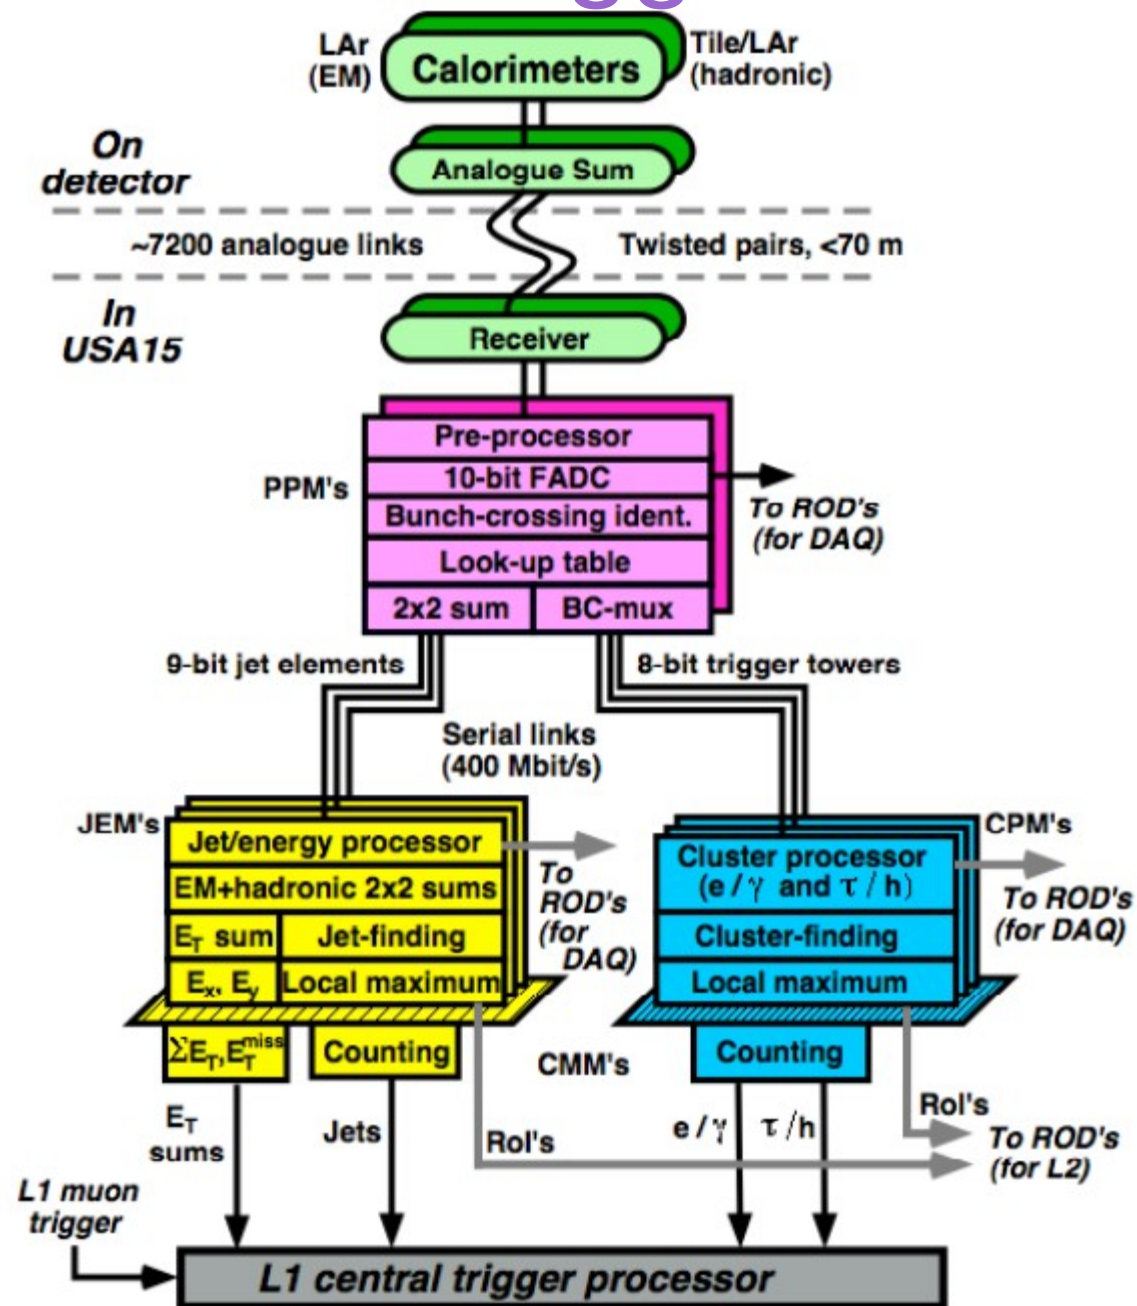 LAr
(EM)
Calorimeters
Tile/LAr
(hadronic)
On
detector
Analogue Sum
~7200 analogue links
Twisted pairs, <70 m
In
USA15
Receiver
PPM's
Pre-processor
10-bit FADC
Bunch-crossing ident.
Look-up table
2x2 sum
BC-mux
To ROD's
(for DAQ)
9-bit jet elements
8-bit trigger towers
Serial links
(400 Mbit/s)
JEM's
Jet/energy processor
EM+hadronic 2x2 sums
ET sum
Jet-finding
Ex, Ey
Local maximum
To
ROD's
(for
DAQ)
CPM's
Cluster processor
(e / γ and τ / h)
Cluster-finding
Local maximum
To ROD's
(for DAQ)
ΣET, ETmiss
Counting
CMM's
Counting
ET
sums
Jets
RoI's
e / γ
τ / h
RoI's
To ROD's
(for L2)
L1 muon
trigger
L1 central trigger processor